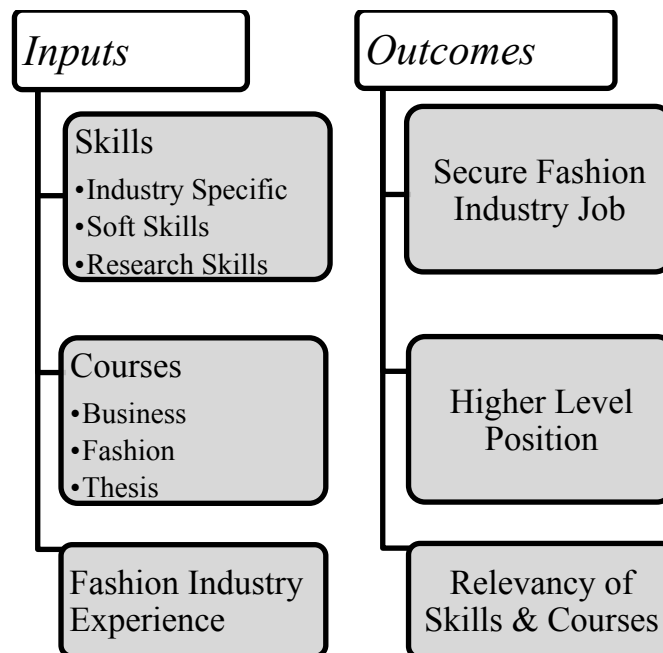 Inputs
Skills
•Industry Specific
•Soft Skills
•Research Skills
Courses
•Business
•Fashion
•Thesis
Fashion Industry
Experience
Outcomes
Secure Fashion
Industry Job
Higher Level
Position
Relevancy of
Skills & Courses